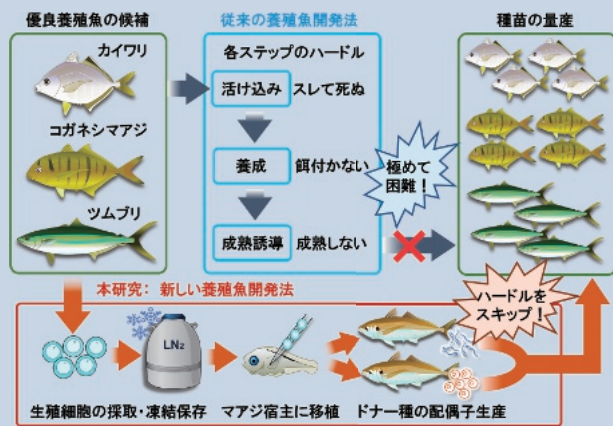 優良養殖魚の候補
カイワリ
コガネシマアジ
ツムブリ
従来の養殖魚開発法
各ステップのハードル
活け込み スレて死ぬ
養成 餌付かない
成熟誘導 成熟しない
極めて
困難！
種苗の量産
本研究： 新しい養殖魚開発法
ハードルを
スキップ！
LN₂
生殖細胞の採取・凍結保存
マアジ宿主に移植
ドナー種の配偶子生産